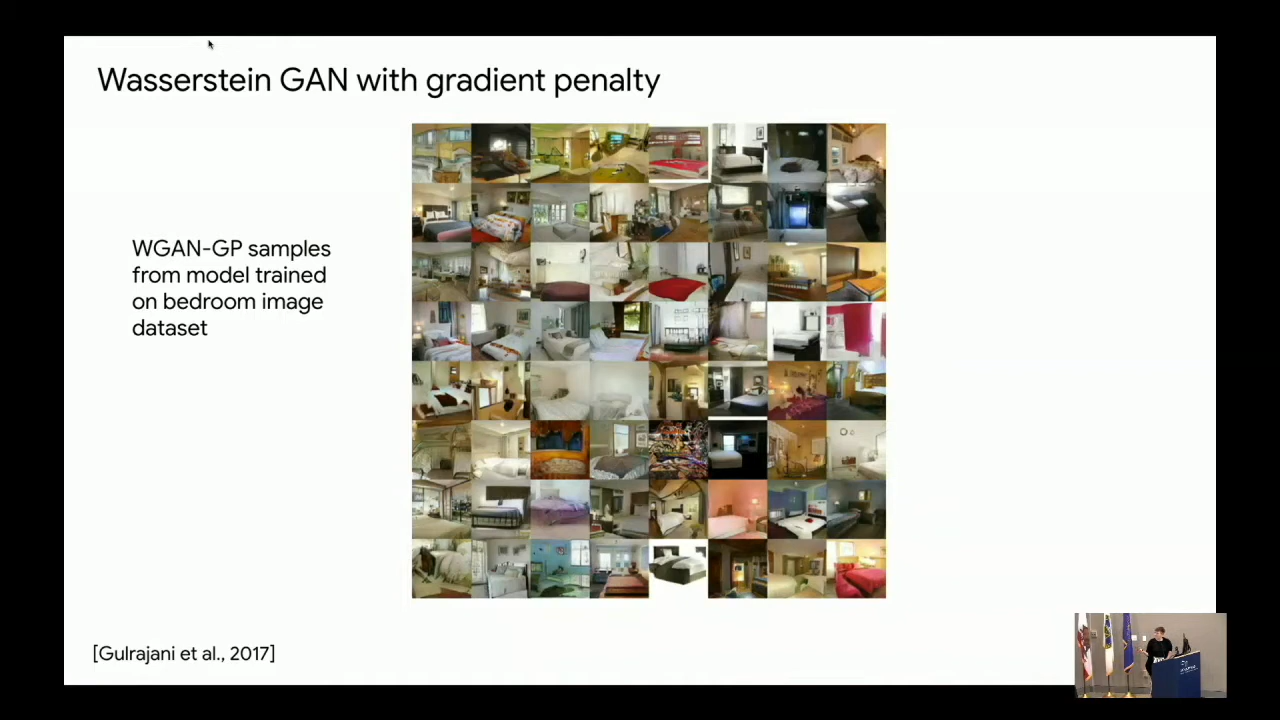 Wasserstein GAN with gradient penalty
WGAN-GP samples
from model trained
on bedroom image
dataset
[Gulrajani et al., 2017]